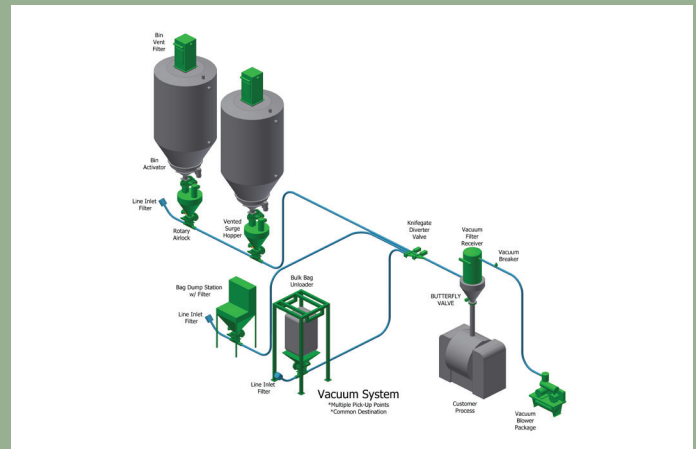 Bin
Vent
Filter
Bin
Activator
Line Inlet
Filter
Rotary
Airlock
Vented
Surge
Hopper
Knifegate
Diverter
Valve
Vacuum
Filter
Receiver
Vacuum
Breaker
Bag Dump Station
w/ Filter
Bulk Bag
Unloader
BUTTERFLY
VALVE
Line Inlet
Filter
Line Inlet
Filter
Vacuum System
*Multiple Pick-Up Points
*Common Destination
Customer
Process
Vacuum
Blower
Package